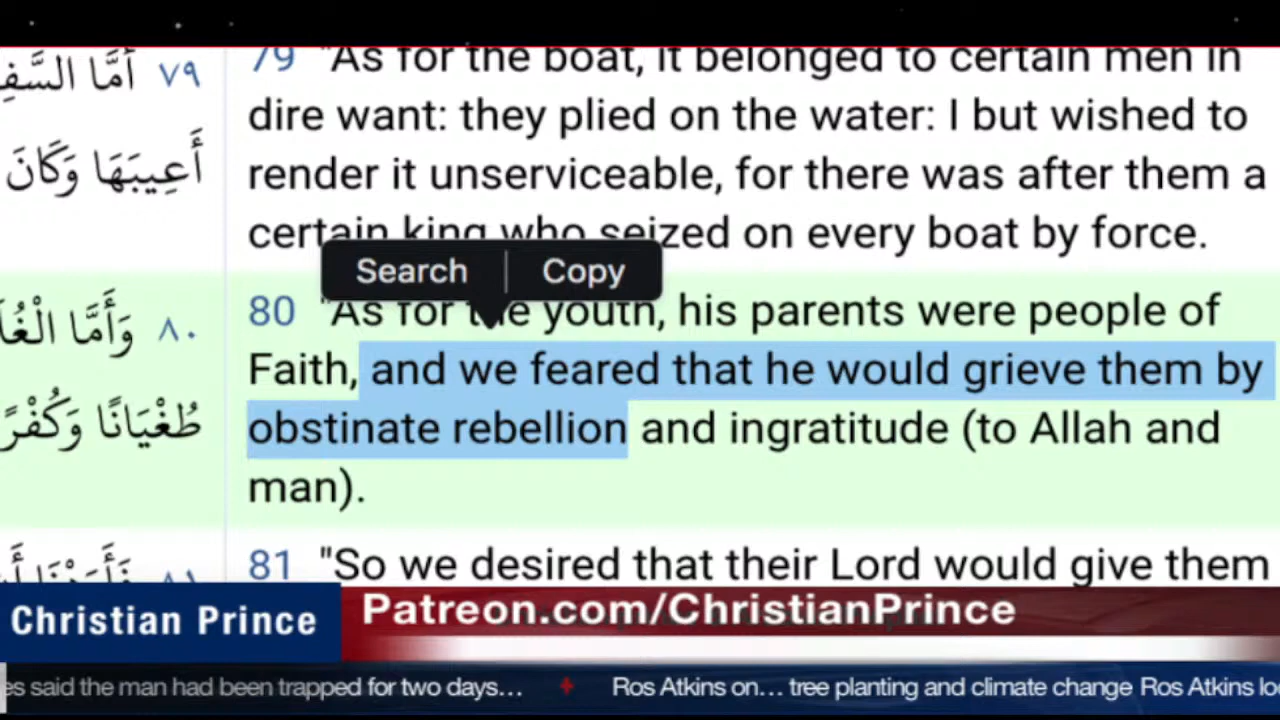 79 "As for the boat, it belonged to certain men in
dire want: they plied on the water: I but wished to
render it unserviceable, for there was after them a
certain king who seized on every boat by force.
Search
Copy
80 "As for the youth, his parents were people of
Faith, and we feared that he would grieve them by
obstinate rebellion and ingratitude (to Allah and
man).
81 "So we desired that their Lord would give them
٧٩ أَمَّا السَّفِ
أَعِيبَهَا وَكَانَ
٨٠ وَأَمَّا الْغُلَ
طُغْيَانًا وَكُفْرً
٨١ فَأَرَدْنَا أَ
Christian Prince
Patreon.com/ChristianPrince
es said the man had been trapped for two days... Ros Atkins on... tree planting and climate change Ros Atkins lo